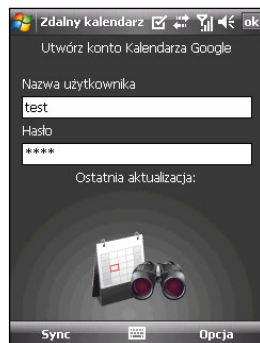 Zdalny kalendarz ok
Utwórz konto Kalendarza Google
Nazwa użytkownika
test
Hasło
****
Ostatnia aktualizacja:
Sync Opcja